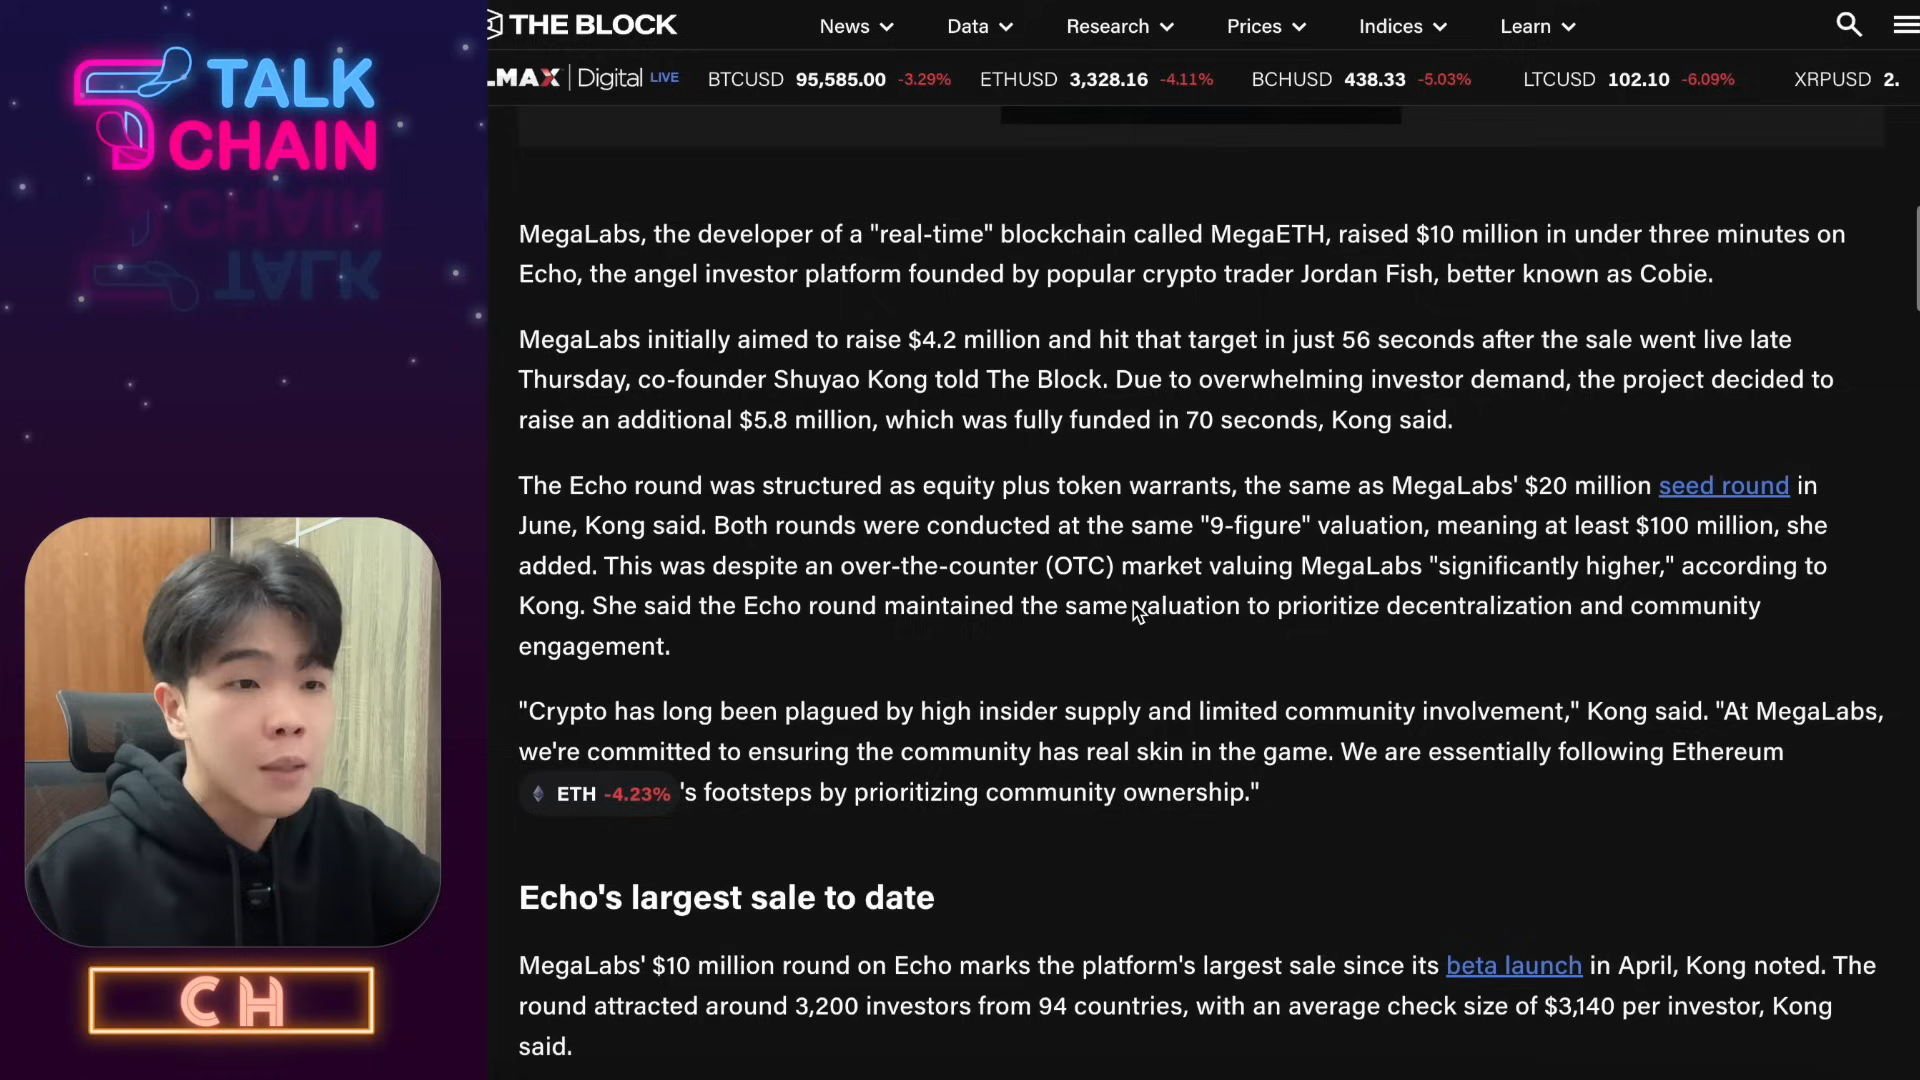 TALK
CHAIN
CH
THE BLOCK
News
Data
Research
Prices
Indices
Learn
LMAX Digital LIVE
BTCUSD 95,585.00 -3.29%
ETHUSD 3,328.16 -4.11%
BCHUSD 438.33 -5.03%
LTCUSD 102.10 -6.09%
XRPUSD 2.
MegaLabs, the developer of a "real-time" blockchain called MegaETH, raised $10 million in under three minutes on
Echo, the angel investor platform founded by popular crypto trader Jordan Fish, better known as Cobie.
MegaLabs initially aimed to raise $4.2 million and hit that target in just 56 seconds after the sale went live late
Thursday, co-founder Shuyao Kong told The Block. Due to overwhelming investor demand, the project decided to
raise an additional $5.8 million, which was fully funded in 70 seconds, Kong said.
The Echo round was structured as equity plus token warrants, the same as MegaLabs' $20 million seed round in
June, Kong said. Both rounds were conducted at the same "9-figure" valuation, meaning at least $100 million, she
added. This was despite an over-the-counter (OTC) market valuing MegaLabs "significantly higher," according to
Kong. She said the Echo round maintained the same valuation to prioritize decentralization and community
engagement.
"Crypto has long been plagued by high insider supply and limited community involvement," Kong said. "At MegaLabs,
we're committed to ensuring the community has real skin in the game. We are essentially following Ethereum
ETH -4.23% 's footsteps by prioritizing community ownership."
Echo's largest sale to date
MegaLabs' $10 million round on Echo marks the platform's largest sale since its beta launch in April, Kong noted. The
round attracted around 3,200 investors from 94 countries, with an average check size of $3,140 per investor, Kong
said.